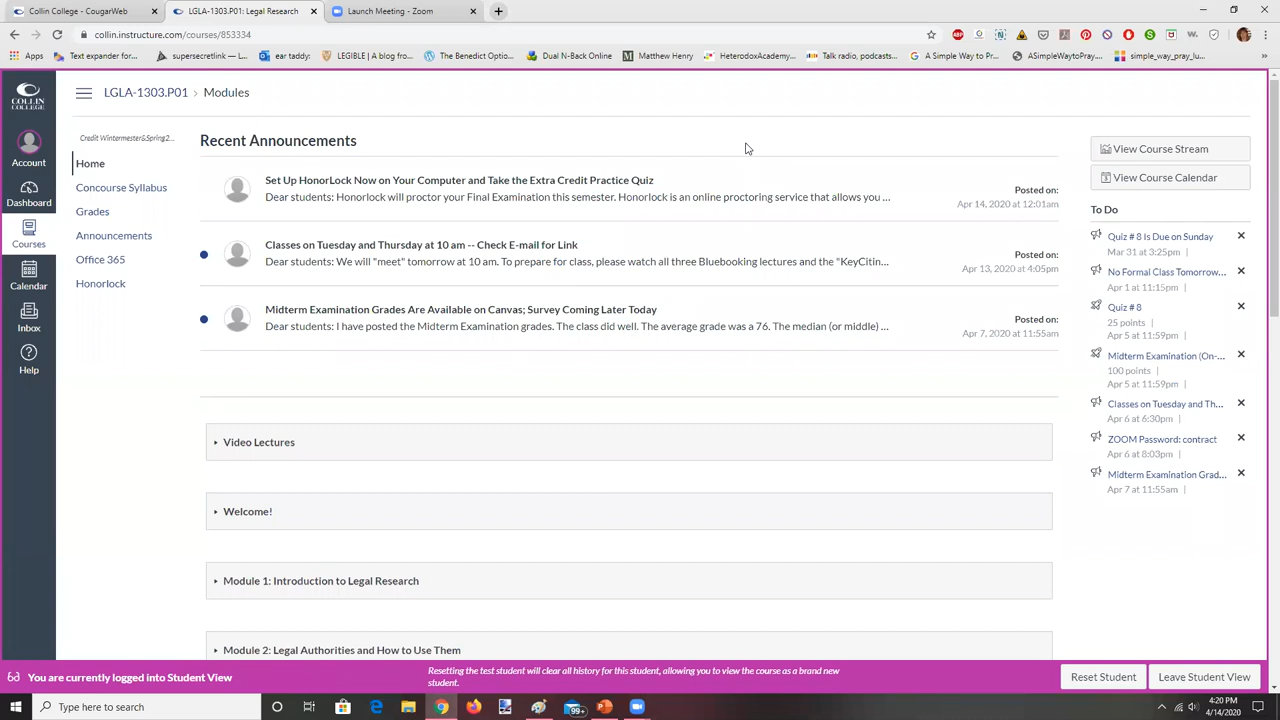 Collin College - CougarWeb
LGLA-1303.P01: Legal Research
Launch Meeting - Zoom
collin.instructure.com/courses/853334
Apps
Text expander for...
supersecretlink — L...
ear taddy:
LEGIBLE | A blog fro...
The Benedict Optio...
Dual N-Back Online
Matthew Henry
HeterodoxAcademy...
Talk radio, podcasts...
A Simple Way to Pr...
ASimpleWaytoPray...
simple_way_pray_lu...
COLLIN
COLLEGE
Account
Dashboard
Courses
Calendar
Inbox
Help
LGLA-1303.P01 › Modules
Credit Wintermester&Spring2...
Home
Concourse Syllabus
Grades
Announcements
Office 365
Honorlock
Recent Announcements
Set Up HonorLock Now on Your Computer and Take the Extra Credit Practice Quiz
Dear students: Honorlock will proctor your Final Examination this semester. Honorlock is an online proctoring service that allows you ...
Posted on:
Apr 14, 2020 at 12:01am
Classes on Tuesday and Thursday at 10 am -- Check E-mail for Link
Dear students: We will "meet" tomorrow at 10 am. To prepare for class, please watch all three Bluebooking lectures and the "KeyCitin...
Posted on:
Apr 13, 2020 at 4:05pm
Midterm Examination Grades Are Available on Canvas; Survey Coming Later Today
Dear students: I have posted the Midterm Examination grades. The class did well. The average grade was a 76. The median (or middle) ...
Posted on:
Apr 7, 2020 at 11:55am
Video Lectures
Welcome!
Module 1: Introduction to Legal Research
Module 2: Legal Authorities and How to Use Them
View Course Stream
View Course Calendar
To Do
Quiz # 8 Is Due on Sunday
Mar 31 at 3:25pm |
No Formal Class Tomorrow...
Apr 1 at 11:15pm |
Quiz # 8
25 points |
Apr 5 at 11:59pm |
Midterm Examination (On-...
100 points |
Apr 5 at 11:59pm |
Classes on Tuesday and Th...
Apr 6 at 6:30pm |
ZOOM Password: contract
Apr 6 at 8:03pm |
Midterm Examination Grad...
Apr 7 at 11:55am |
You are currently logged into Student View
Resetting the test student will clear all history for this student, allowing you to view the course as a brand new
student.
Reset Student
Leave Student View
Type here to search
99+
4:20 PM
4/14/2020